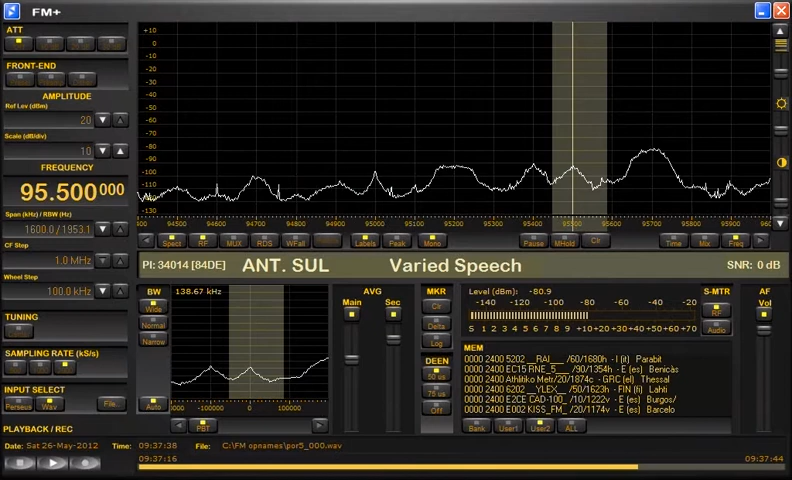 FM+
ATT
FRONT-END
AMPLITUDE
Ref Lev (dBm)
20
Scale (dB/div)
10
FREQUENCY
95.500000
Span (kHz) / RBW (Hz)
1600.0 / 1953.1
CF Step
1.0 MHz
Wheel Step
100.0 kHz
TUNING
SAMPLING RATE (kS/s)
INPUT SELECT
Perseus Wav File
PLAYBACK / REC
+10
0
-10
-20
-30
-40
-50
-60
-70
-80
-90
-100
-110
-130
400 94500 94600 94700 94800 94900 95000 95100 95200 95300 95400 95500 95600 95700 95800 95900 960
Spect RF MUX RDS WFall Labels Peak Mono Pause MHold Clr Time Mix Freq
PI: 34014 [84DE] ANT. SUL Varied Speech SNR: 0 dB
BW
Wide
Normal
Narrow
Auto
138.67 kHz
000 -100000 0 100000
PBT
AVG
Main Sec
MKR
Clr
Delta
Log
DEEN
50 us
75 us
Off
Level (dBm): -80.9
-140 -120 -100 -80 -60 -40 -20
S 1 2 3 4 5 6 7 8 9 +10 +20 +30 +40 +50 +60 +70
S-MTR
RF
Audio
AF
Vol
MEM
0000 2400 5202 __RAI___ /60/1680h - I (it) Parabit
0000 2400 EC15 RNE_5___ /90/1354h - E (es) Benicàs
0000 2400 Athlitiko Metr/20/1874c - GRC (el) Thessal
0000 2400 6202 __YLEX__ /50/1623h - FIN (fi) Lahti
0000 2400 E2CE CAD-100_ /10/1222v - E (es) Burgos/
0000 2400 E002 KISS_FM_ /20/1174v - E (es) Barcelo
Bank User1 User2 ALL
Date: Sat 26-May-2012 Time: 09:37:38 File: C:\FM opnames\por5_000.wav
09:37:16 09:37:44